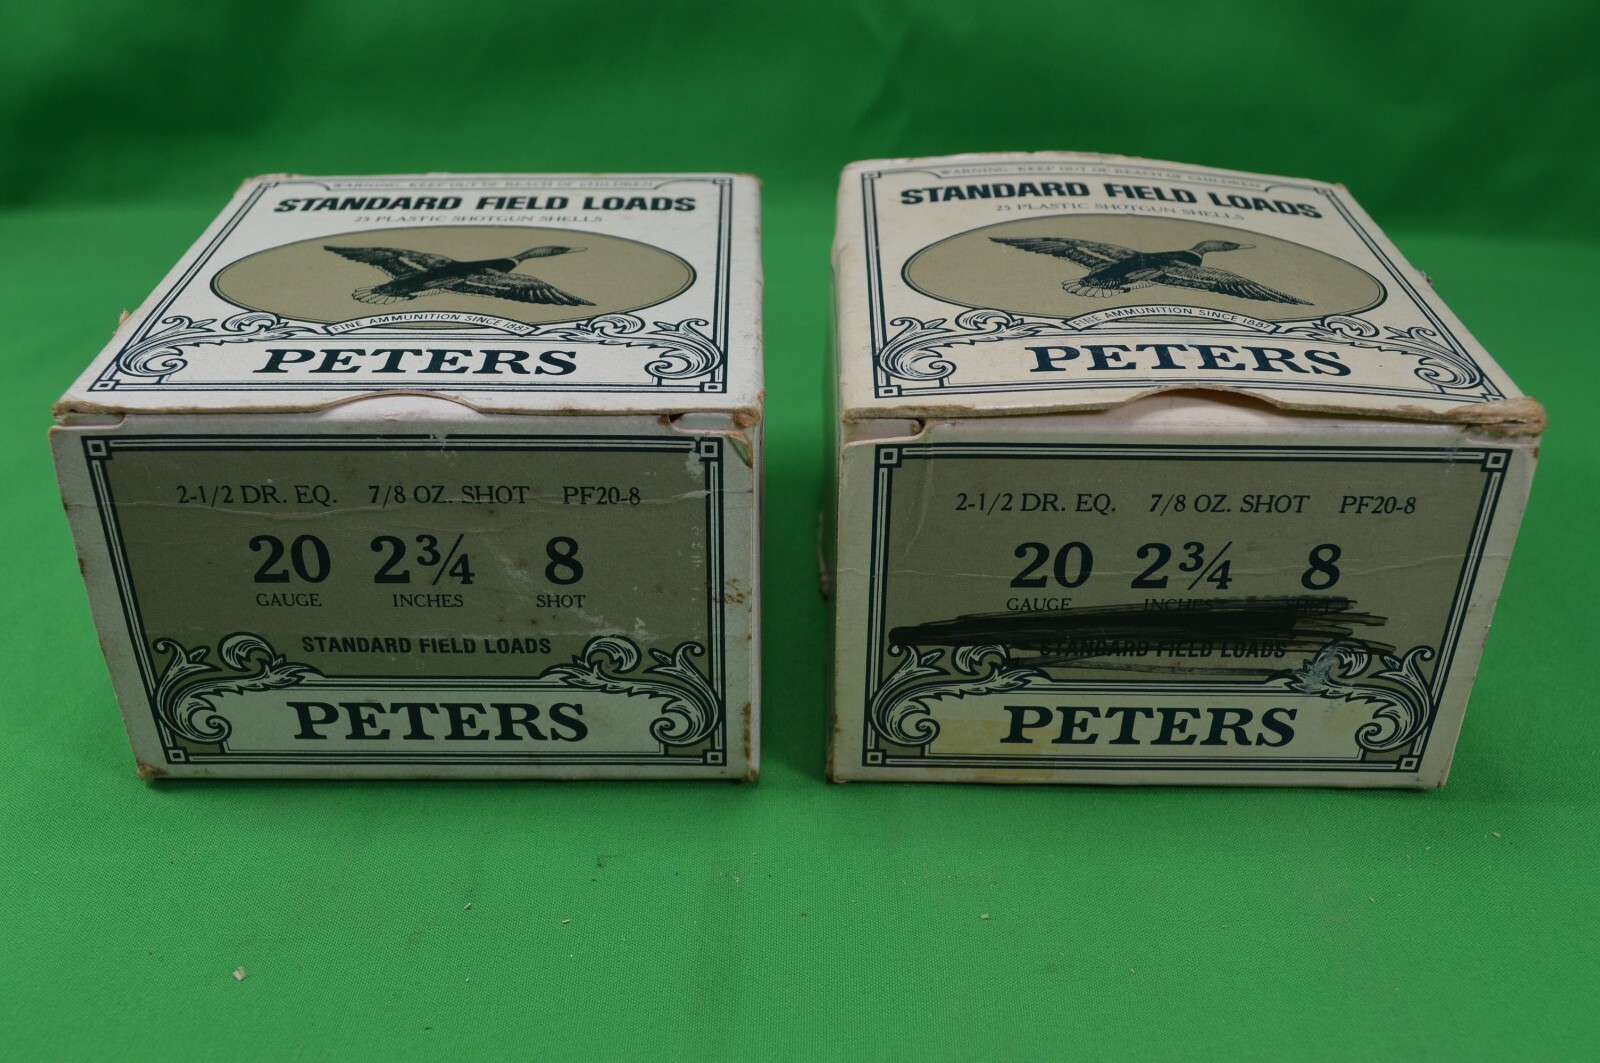 WARNING: KEEP OUT OF REACH OF CHILDREN
STANDARD FIELD LOADS
25 PLASTIC SHOTGUN SHELLS
FINE AMMUNITION SINCE 1887
PETERS
2-1/2 DR. EQ. 7/8 OZ. SHOT PF20-8
20 2¾ 8
GAUGE INCHES SHOT
STANDARD FIELD LOADS
PETERS
WARNING: KEEP OUT OF REACH OF CHILDREN
STANDARD FIELD LOADS
25 PLASTIC SHOTGUN SHELLS
FINE AMMUNITION SINCE 1887
PETERS
2-1/2 DR. EQ. 7/8 OZ. SHOT PF20-8
20 2¾ 8
GAUGE INCHES SHOT
STANDARD FIELD LOADS
PETERS